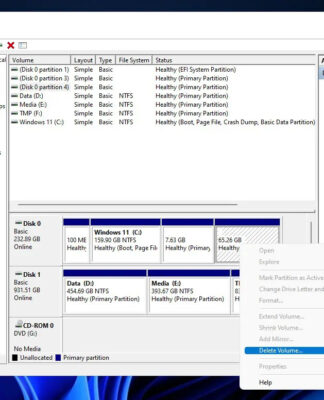 Volume Layout Type File System Status
(Disk 0 partition 1) Simple Basic Healthy (EFI System Partition)
(Disk 0 partition 3) Simple Basic Healthy (Primary Partition)
(Disk 0 partition 4) Simple Basic Healthy (Primary Partition)
Data (D:) Simple Basic NTFS Healthy (Primary Partition)
Media (E:) Simple Basic NTFS Healthy (Primary Partition)
TMP (F:) Simple Basic NTFS Healthy (Primary Partition)
Windows 11 (C:) Simple Basic NTFS Healthy (Boot, Page File, Crash Dump, Basic Data Partition)
Disk 0
Basic
232.89 GB
Online
100 ME
Healthy
Windows 11 (C:)
159.90 GB NTFS
Healthy (Boot, Page File
7.63 GB
Healthy (Primary
65.26 GB
Healthy
Disk 1
Basic
931.51 GB
Online
Data (D:)
454.69 GB NTFS
Healthy (Primary Partition)
Media (E:)
393.67 GB NTFS
Healthy (Primary Partition)
CD-ROM 0
DVD (G:)
No Media
Unallocated Primary partition
Open
Explore
Mark Partition as Activ
Change Drive Letter and
Format...
Extend Volume...
Shrink Volume...
Add Mirror...
Delete Volume...
Properties
Help